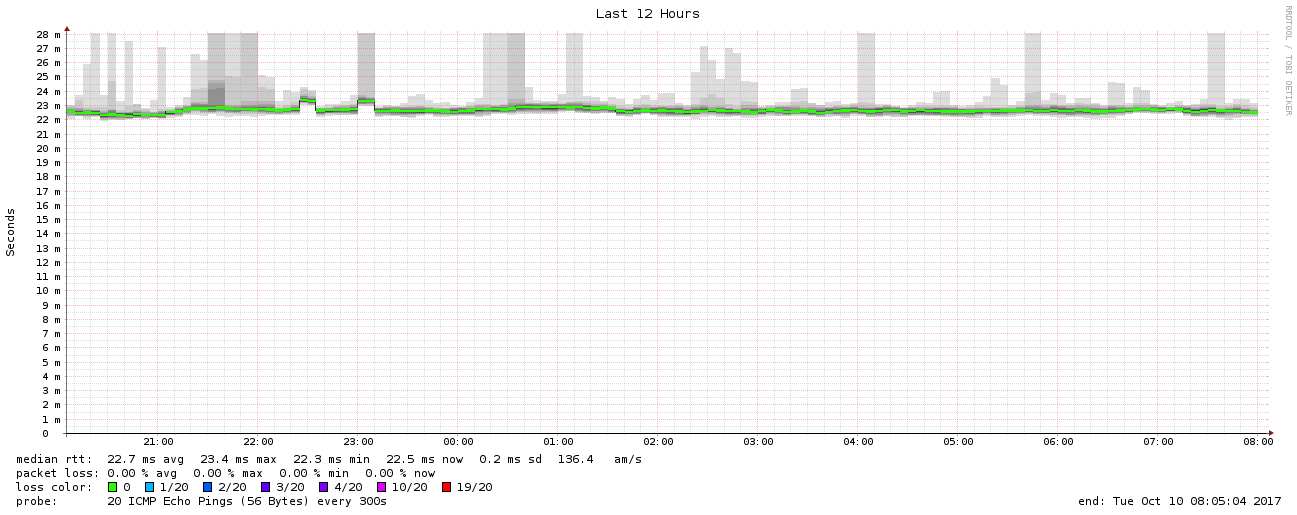 Last 12 Hours
RRDTOOL / TOBI OETIKER
Seconds
28 m
27 m
26 m
25 m
24 m
23 m
22 m
21 m
20 m
19 m
18 m
17 m
16 m
15 m
14 m
13 m
12 m
11 m
10 m
9 m
8 m
7 m
6 m
5 m
4 m
3 m
2 m
1 m
0
21:00 22:00 23:00 00:00 01:00 02:00 03:00 04:00 05:00 06:00 07:00 08:00
median rtt: 22.7 ms avg 23.4 ms max 22.3 ms min 22.5 ms now 0.2 ms sd 136.4 am/s
packet loss: 0.00 % avg 0.00 % max 0.00 % min 0.00 % now
loss color: 0 1/20 2/20 3/20 4/20 10/20 19/20
probe: 20 ICMP Echo Pings (56 Bytes) every 300s
end: Tue Oct 10 08:05:04 2017